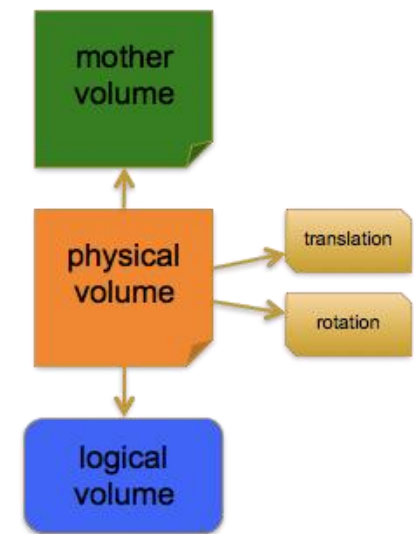 mother
volume
physical
volume
translation
rotation
logical
volume